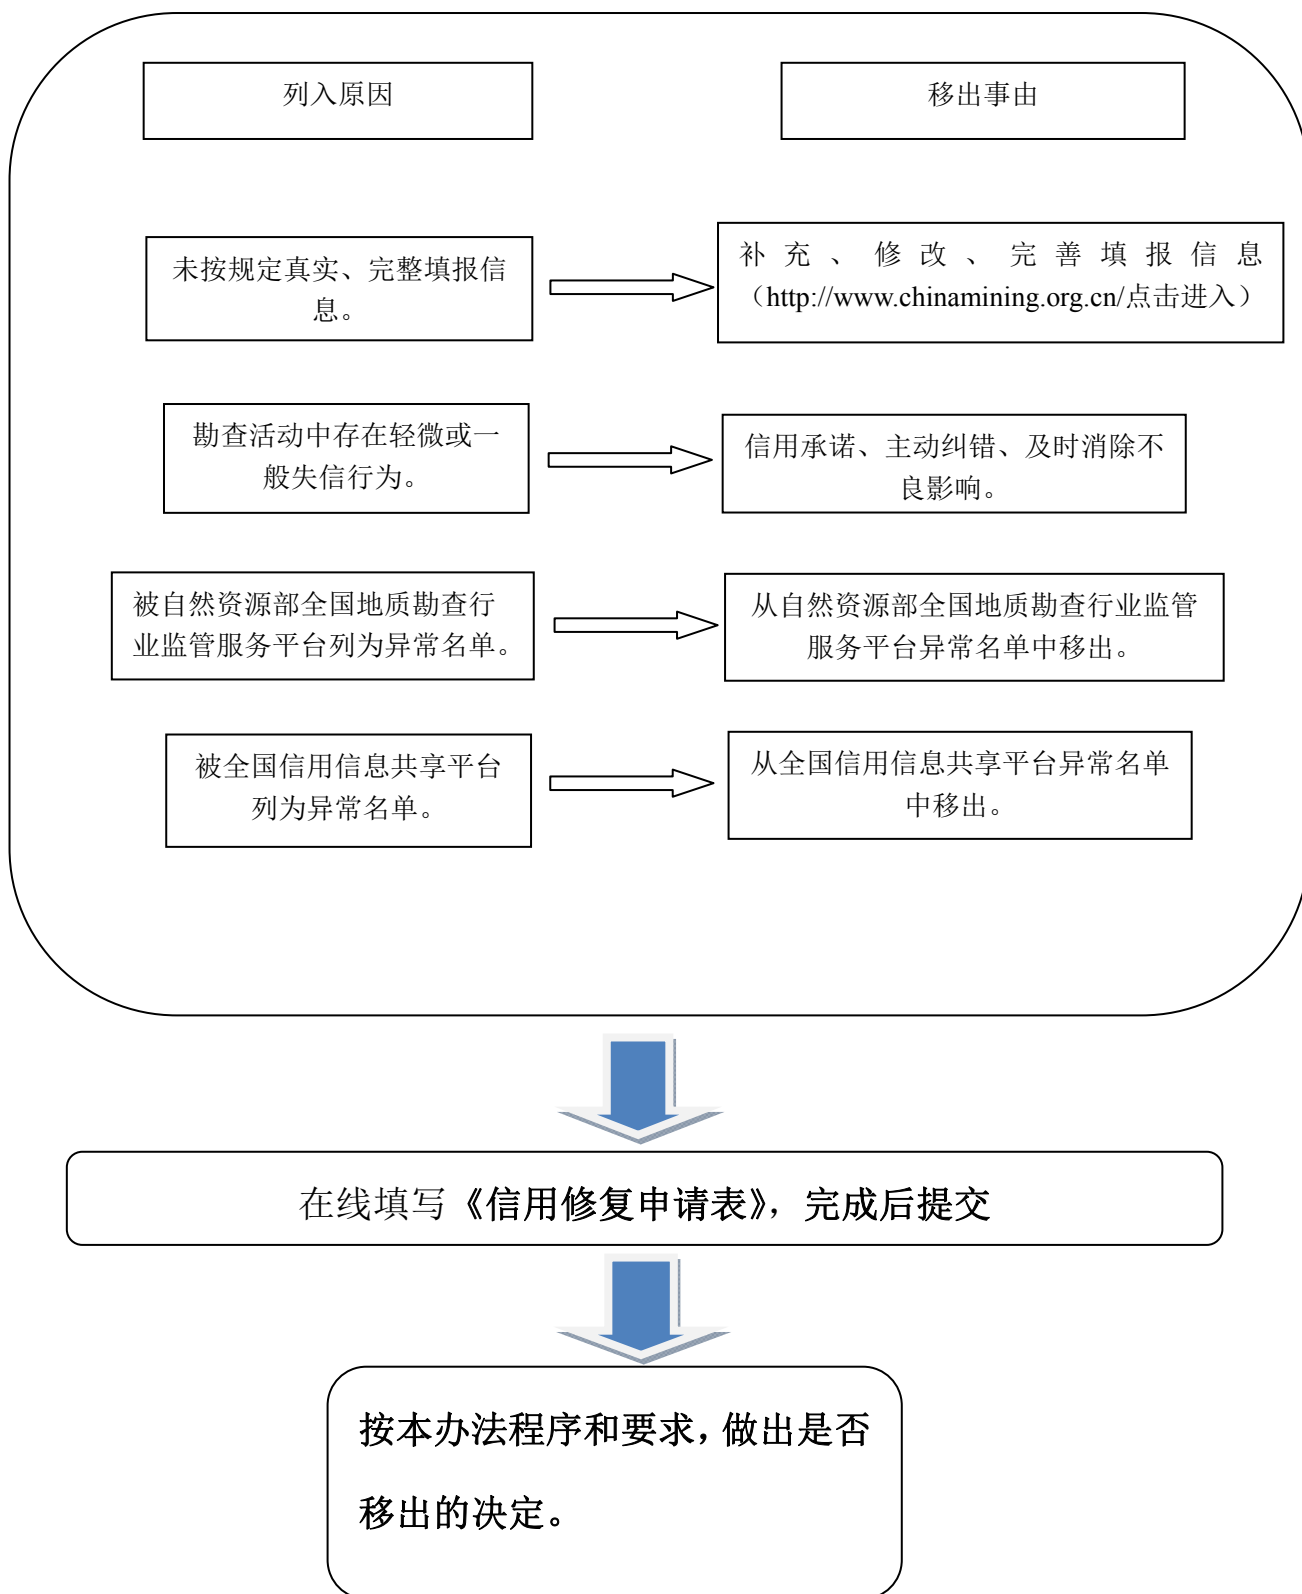 列入原因
移出事由
未按规定真实、完整填报信
息。
补充、修改、完善填报信息
（http://www.chinamining.org.cn/点击进入）
勘查活动中存在轻微或一
般失信行为。
信用承诺、主动纠错、及时消除不
良影响。
被自然资源部全国地质勘查行
业监管服务平台列为异常名单。
从自然资源部全国地质勘查行业监管
服务平台异常名单中移出。
被全国信用信息共享平台
列为异常名单。
从全国信用信息共享平台异常名单
中移出。
在线填写《信用修复申请表》，完成后提交
按本办法程序和要求，做出是否
移出的决定。